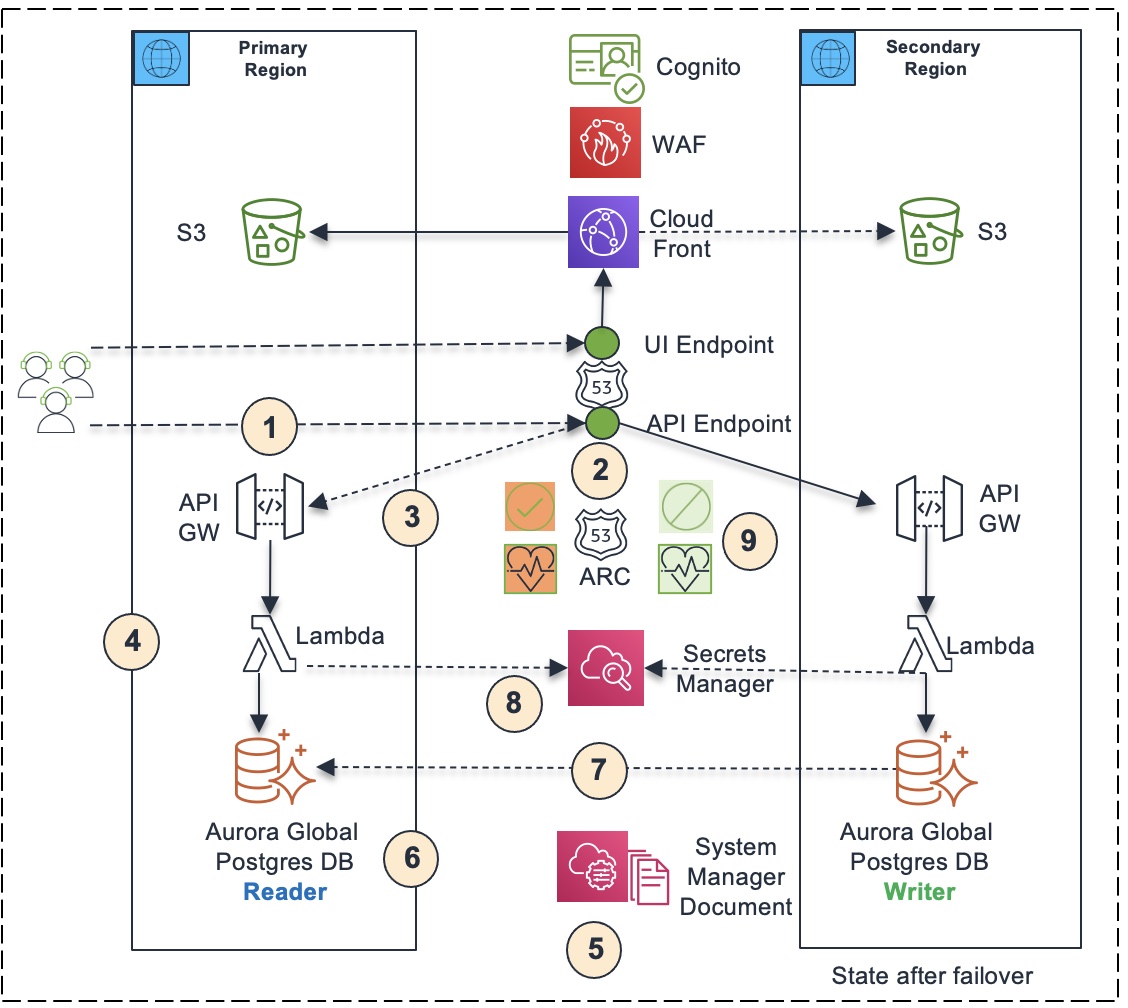 Primary
Region
Cognito
Secondary
Region
WAF
S3
Cloud
Front
S3
UI Endpoint
53
API Endpoint
1
2
API
GW
3
53
ARC
9
API
GW
4
Lambda
Secrets
Manager
Lambda
8
7
Aurora Global
Postgres DB
Reader
6
System
Manager
Document
Aurora Global
Postgres DB
Writer
5
State after failover